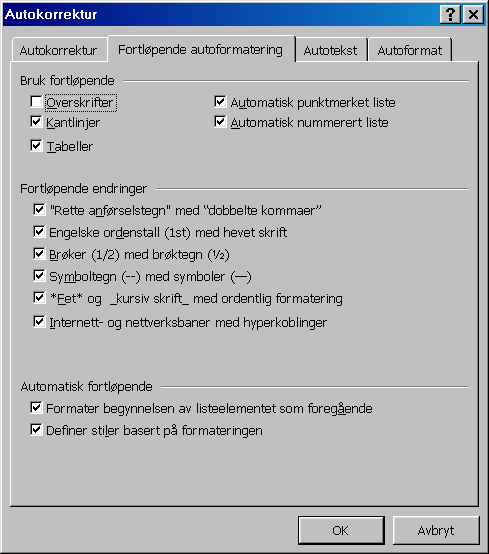 Autokorrektur
Autokorrektur Fortløpende autoformatering Autotekst Autoformat
Bruk fortløpende
Overskrifter Automatisk punktmerket liste
Kantlinjer Automatisk nummerert liste
Tabeller
Fortløpende endringer
"Rette anførselstegn" med “dobbelte kommaer”
Engelske ordenstall (1st) med hevet skrift
Brøker (1/2) med brøktegn (½)
Symboltegn (--) med symboler (—)
*Fet* og _kursiv skrift_ med ordentlig formatering
Internett- og nettverksbaner med hyperkoblinger
Automatisk fortløpende
Formater begynnelsen av listeelementet som foregående
Definer stiler basert på formateringen
OK Avbryt